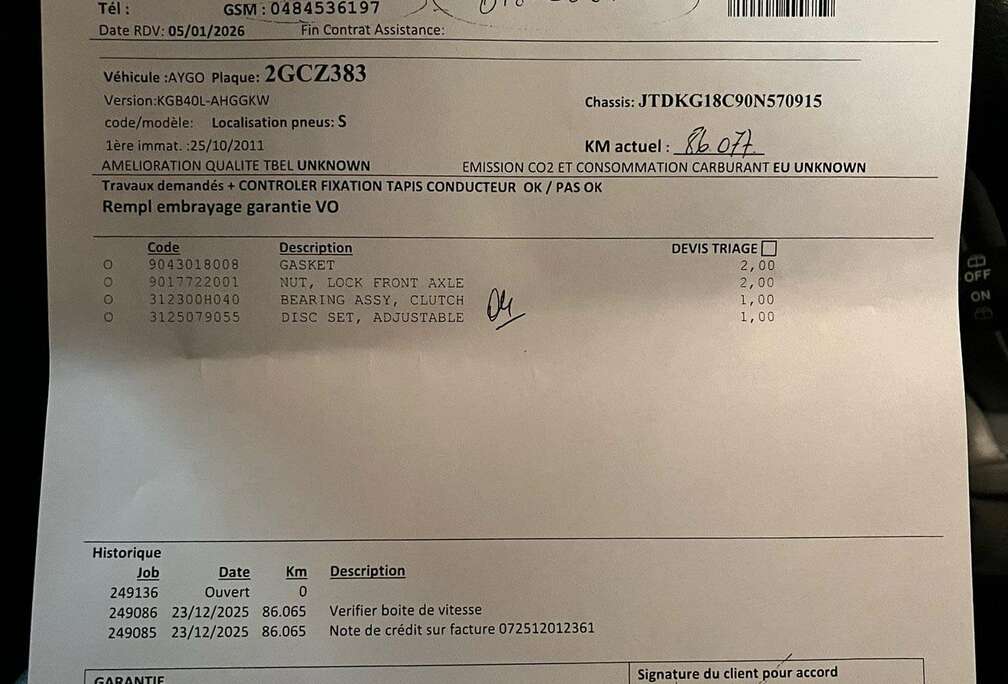 Tél :
GSM : 0484536197
Date RDV: 05/01/2026 Fin Contrat Assistance:
Véhicule :AYGO Plaque: 2GCZ383
Version:KGB40L-AHGGKW Chassis: JTDKG18C90N570915
code/modèle: Localisation pneus: S
1ère immat. :25/10/2011 KM actuel : 86.077
AMELIORATION QUALITE TBEL UNKNOWN EMISSION CO2 ET CONSOMMATION CARBURANT EU UNKNOWN
Travaux demandés + CONTROLER FIXATION TAPIS CONDUCTEUR OK / PAS OK
Rempl embrayage garantie VO
Code Description DEVIS TRIAGE
O 9043018008 GASKET 2,00
O 9017722001 NUT, LOCK FRONT AXLE 2,00
O 312300H040 BEARING ASSY, CLUTCH 1,00
O 3125079055 DISC SET, ADJUSTABLE 1,00
OFF
ON
Historique
Job Date Km Description
249136 Ouvert 0
249086 23/12/2025 86.065 Verifier boite de vitesse
249085 23/12/2025 86.065 Note de crédit sur facture 072512012361
GARANTIE Signature du client pour accord